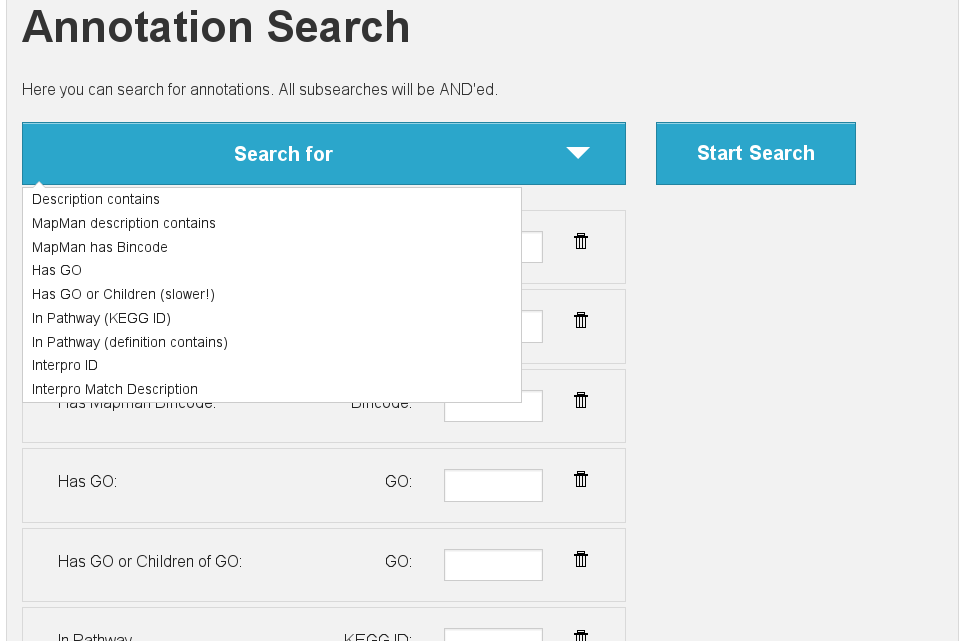 Annotation Search
Here you can search for annotations. All subsearches will be AND'ed.
Search for
Start Search
Description contains
MapMan description contains
MapMan has Bincode
Has GO
Has GO or Children (slower!)
In Pathway (KEGG ID)
In Pathway (definition contains)
Interpro ID
Interpro Match Description
Has Mapman Bincode: Bincode:
Has GO: GO:
Has GO or Children of GO: GO:
In Pathway KEGG ID: